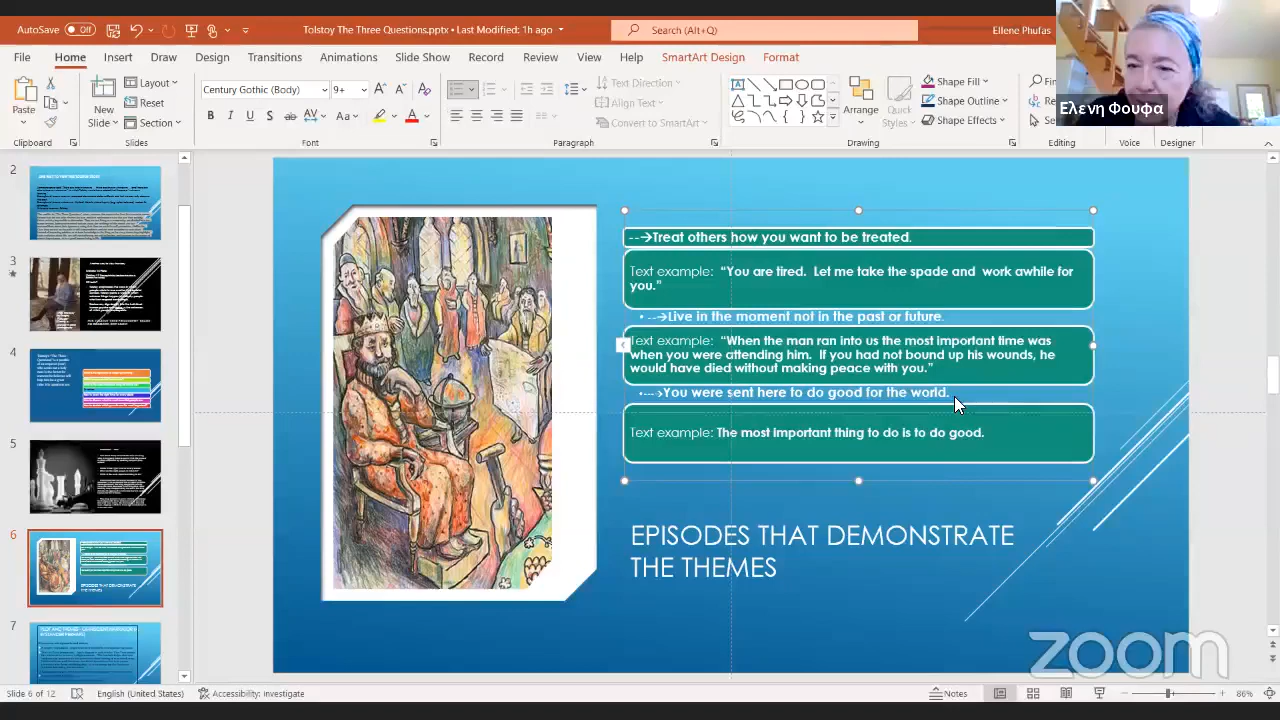 AutoSave Off
Tolstoy The Three Questions.pptx • Last Modified: 1h ago
Search (Alt+Q)
Ellene Phufas
File Home Insert Draw Design Transitions Animations Slide Show Record Review View Help SmartArt Design Format
Paste
Clipboard
New
Slide
Layout
Reset
Section
Slides
Century Gothic (Body)
9+
Font
Text Direction
Align Text
Convert to SmartArt
Paragraph
Arrange
Quick
Styles
Shape Fill
Shape Outline
Shape Effects
Drawing
Editing
Voice
Designer
Ελενη Φουφα
2
3
4
5
6
7
-→Treat others how you want to be treated.
Text example: “You are tired. Let me take the spade and work awhile for
you.”
• --→Live in the moment not in the past or future.
Text example: “When the man ran into us the most important time was
when you were attending him. If you had not bound up his wounds, he
would have died without making peace with you.”
•---→You were sent here to do good for the world.
Text example: The most important thing to do is to do good.
EPISODES THAT DEMONSTRATE
THE THEMES
zoom
Slide 6 of 12
English (United States)
Accessibility: Investigate
Notes
86%